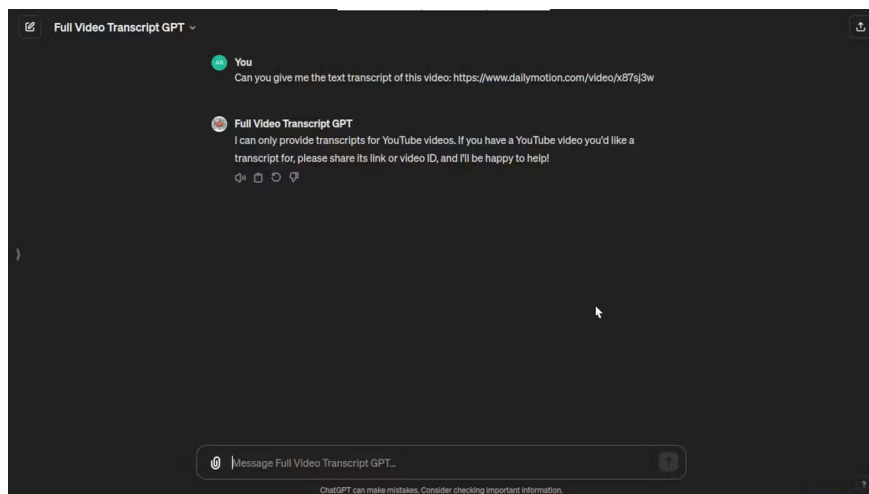 Full Video Transcript GPT
AR
You
Can you give me the text transcript of this video: https://www.dailymotion.com/video/x87sj3w
Full Video Transcript GPT
I can only provide transcripts for YouTube videos. If you have a YouTube video you'd like a
transcript for, please share its link or video ID, and I'll be happy to help!
Message Full Video Transcript GPT...
ChatGPT can make mistakes. Consider checking important information.
?